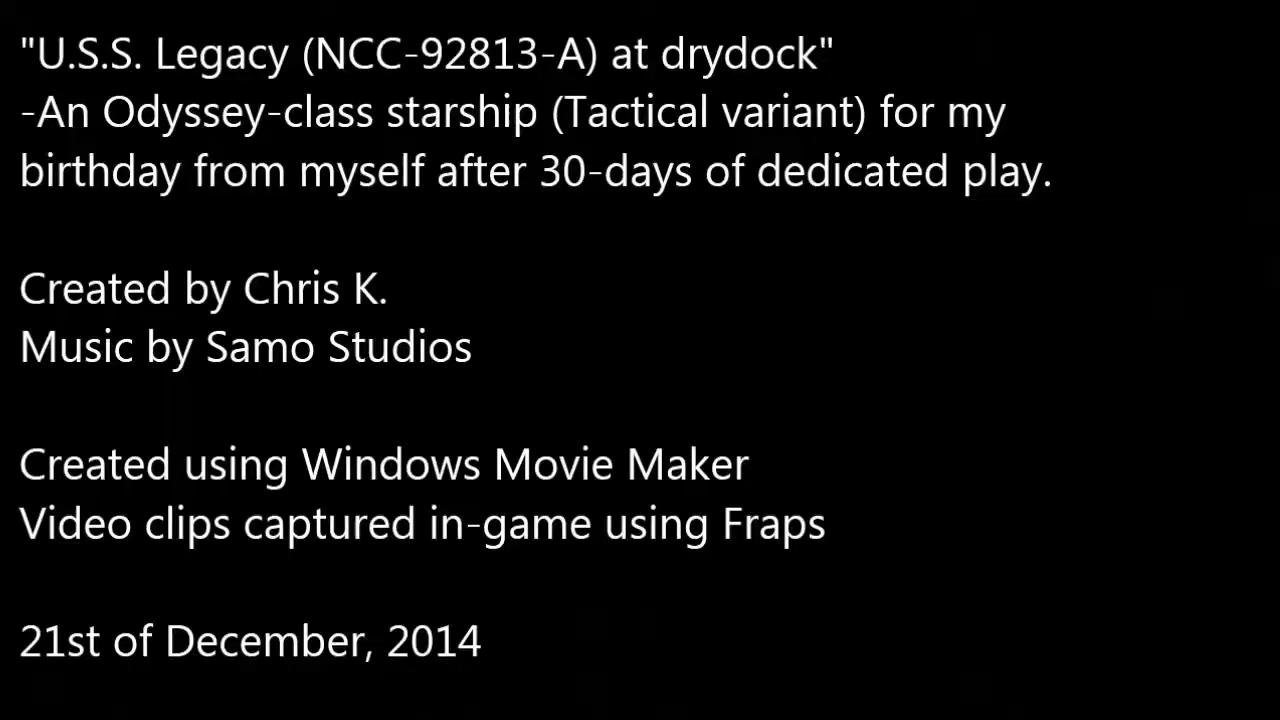 "U.S.S. Legacy (NCC-92813-A) at drydock"
-An Odyssey-class starship (Tactical variant) for my
birthday from myself after 30-days of dedicated play.
Created by Chris K.
Music by Samo Studios
Created using Windows Movie Maker
Video clips captured in-game using Fraps
21st of December, 2014